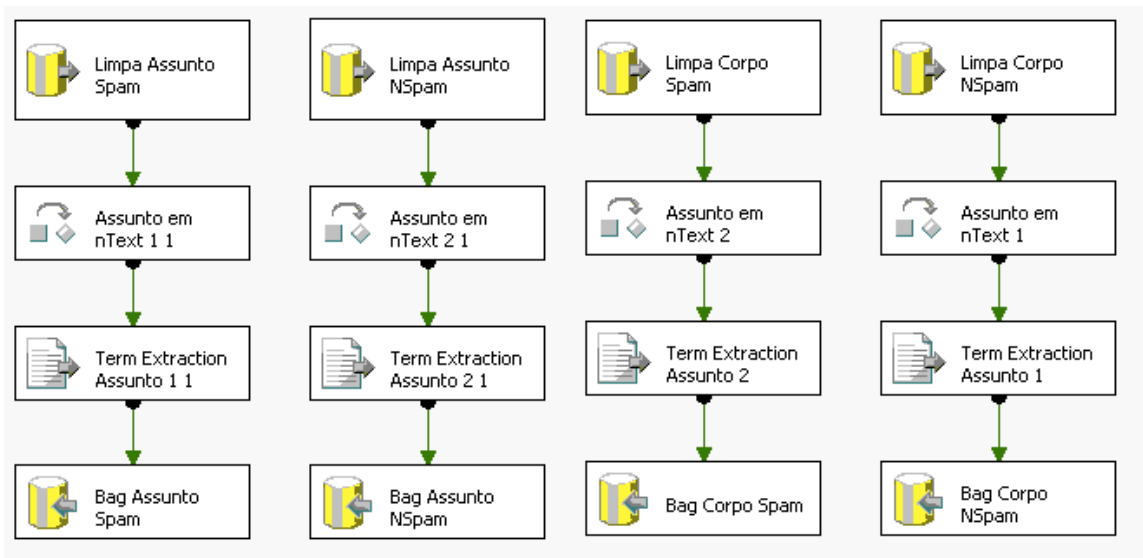 Limpa Assunto
Spam
Limpa Assunto
NSpam
Limpa Corpo
Spam
Limpa Corpo
NSpam
Assunto em
nText 1 1
Assunto em
nText 2 1
Assunto em
nText 2
Assunto em
nText 1
Term Extraction
Assunto 1 1
Term Extraction
Assunto 2 1
Term Extraction
Assunto 2
Term Extraction
Assunto 1
Bag Assunto
Spam
Bag Assunto
NSpam
Bag Corpo Spam
Bag Corpo
NSpam